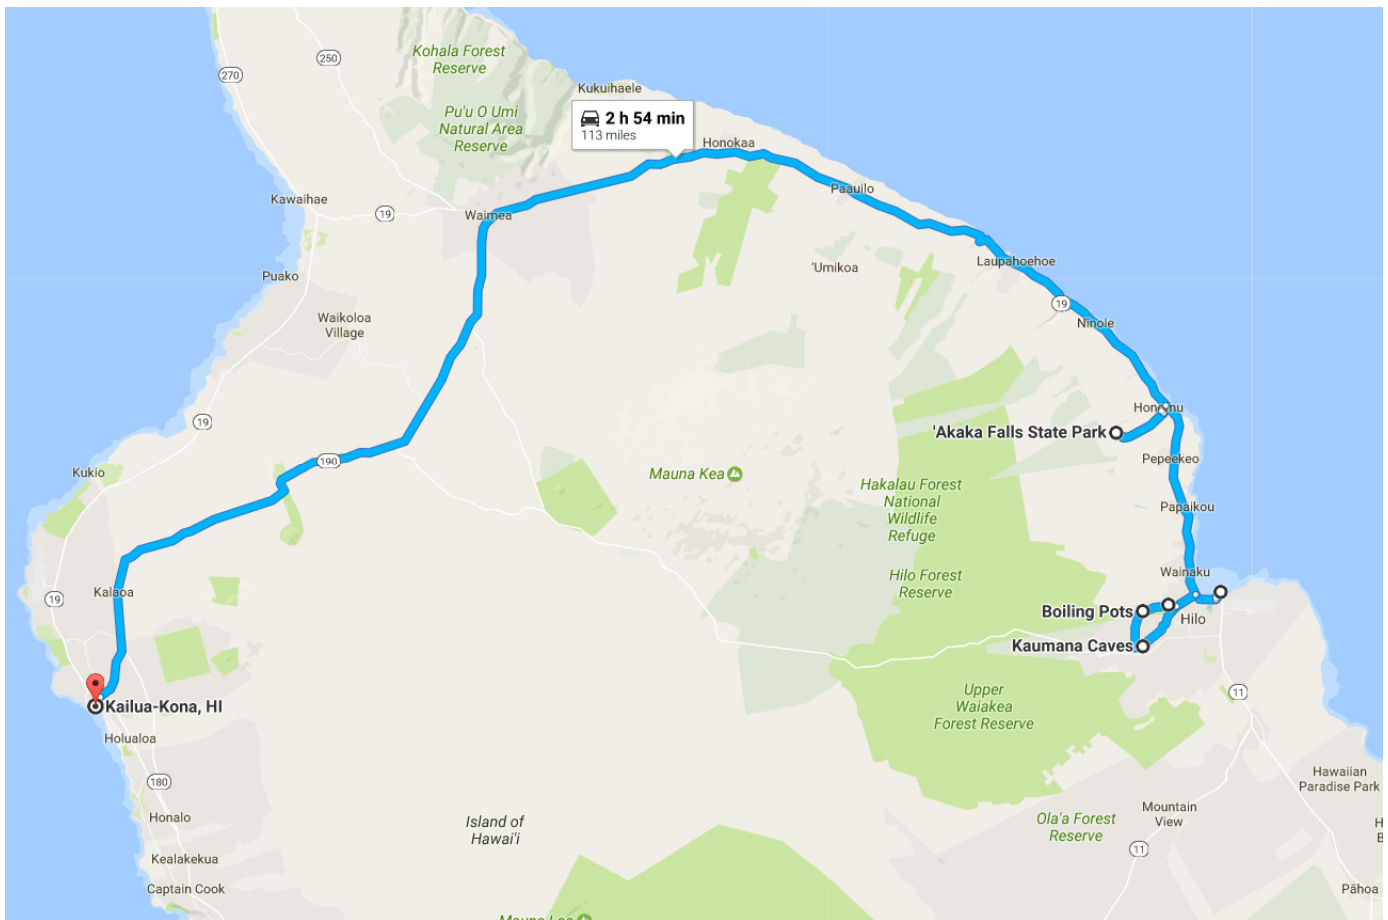 Kohala Forest
Reserve
250
270
Kukuihaele
Pu'u O Umi
Natural Area
Reserve
2 h 54 min
113 miles
Honokaa
Kawaihae
19
Waimea
Paauilo
Puako
'Umikoa
Laupahoehoe
Waikoloa
Village
19
Ninole
Honomu
19
'Akaka Falls State Park
190
Pepeekeo
Kukio
Mauna Kea
Hakalau Forest
National
Wildlife
Refuge
Papaikou
Wainaku
Hilo Forest
Reserve
Kalaoa
19
Boiling Pots
Hilo
Kaumana Caves
Upper
Waiakea
Forest Reserve
11
Kailua-Kona, HI
Holualoa
180
Hawaiian
Paradise Park
Mountain
View
Honalo
Island of
Hawai'i
Ola'a Forest
Reserve
11
Kealakekua
Captain Cook
Pāhoa